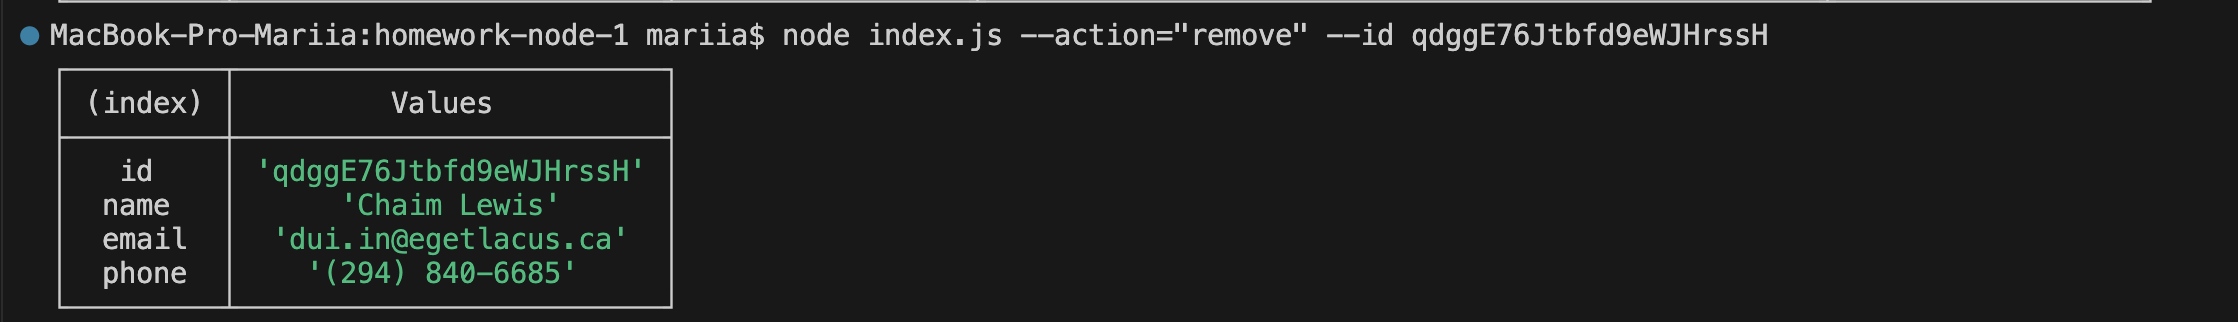 MacBook-Pro-Mariia:homework-node-1 mariia$ node index.js --action="remove" --id qdggE76Jtbfd9eWJHrssH
(index) Values
id 'qdggE76Jtbfd9eWJHrssH'
name 'Chaim Lewis'
email 'dui.in@egetlacus.ca'
phone '(294) 840-6685'